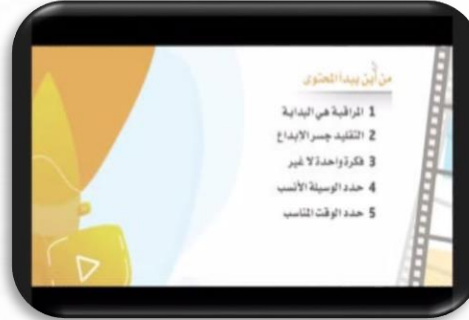 من أين يبدأ المحتوى
1 المراقبة هي البداية
2 التقليد جسر الإبداع
3 فكرة واحدة لا غير
4 حدد الوسيلة الأنسب
5 حدد الوقت المناسب